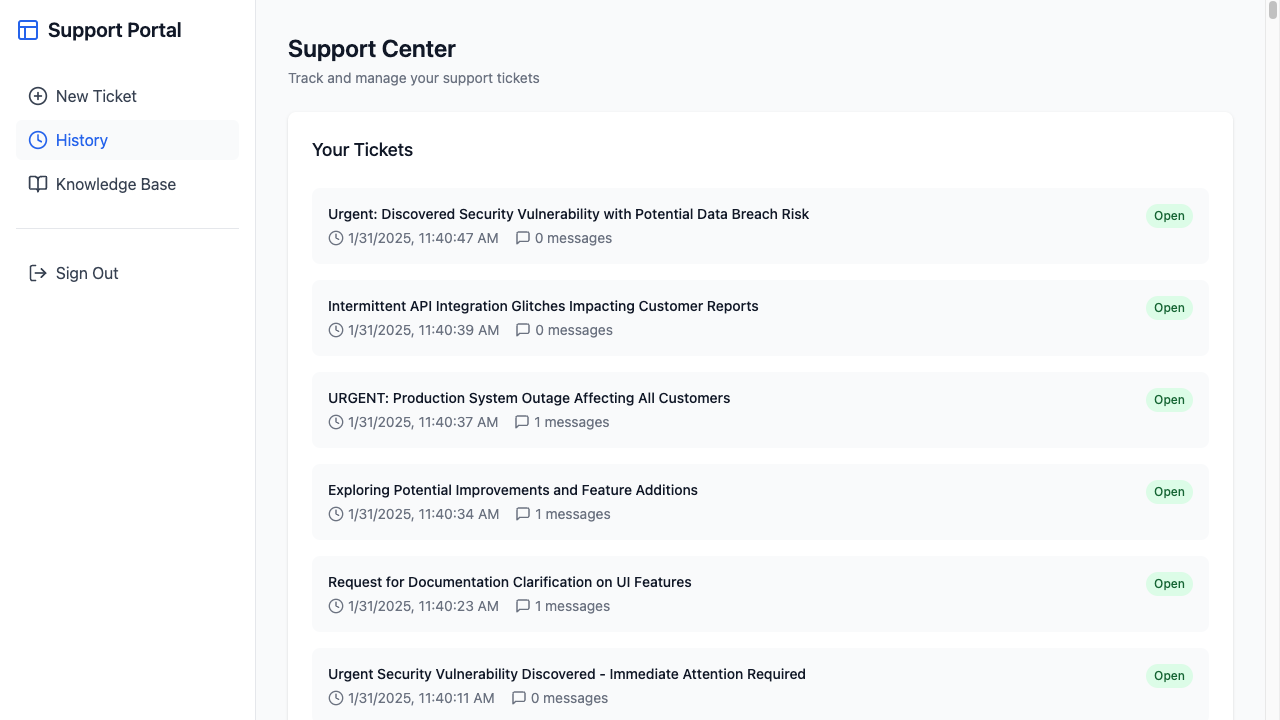 Support Portal
New Ticket
History
Knowledge Base
Sign Out
Support Center
Track and manage your support tickets
Your Tickets
Urgent: Discovered Security Vulnerability with Potential Data Breach Risk
Open
1/31/2025, 11:40:47 AM 0 messages
Intermittent API Integration Glitches Impacting Customer Reports
Open
1/31/2025, 11:40:39 AM 0 messages
URGENT: Production System Outage Affecting All Customers
Open
1/31/2025, 11:40:37 AM 1 messages
Exploring Potential Improvements and Feature Additions
Open
1/31/2025, 11:40:34 AM 1 messages
Request for Documentation Clarification on UI Features
Open
1/31/2025, 11:40:23 AM 1 messages
Urgent Security Vulnerability Discovered - Immediate Attention Required
Open
1/31/2025, 11:40:11 AM 0 messages